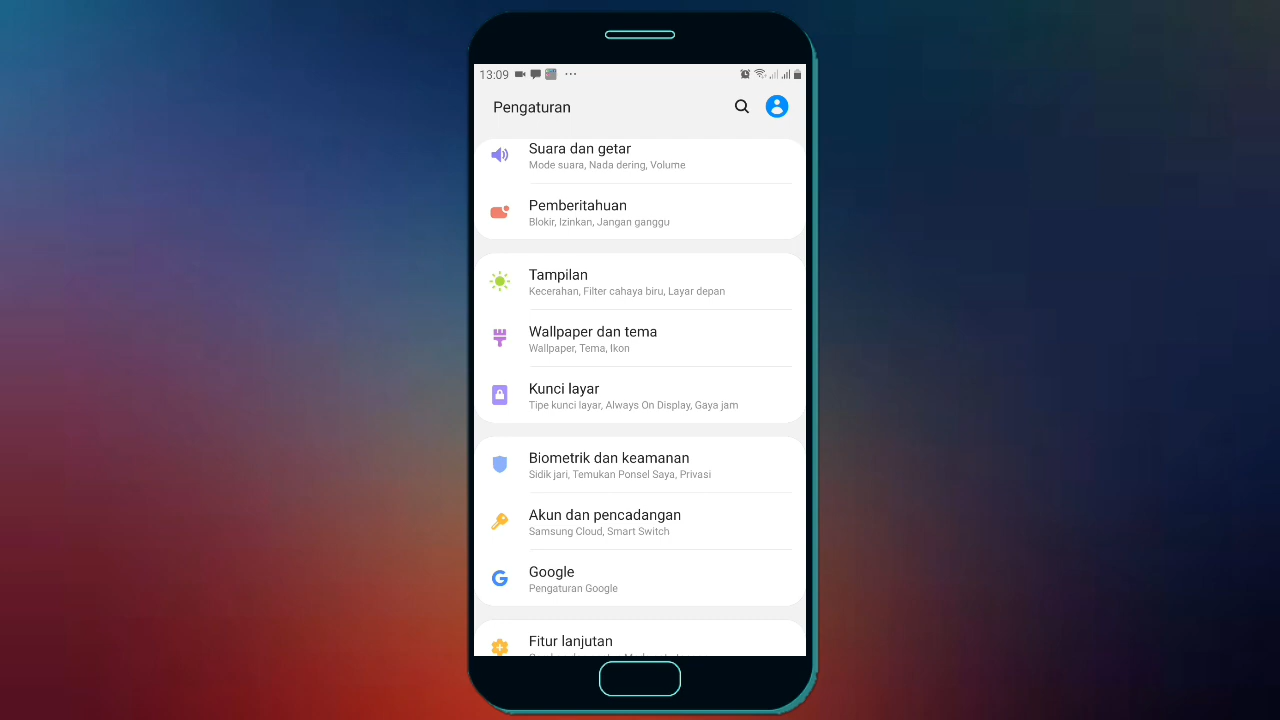 13:09
Pengaturan
Suara dan getar
Mode suara, Nada dering, Volume
Pemberitahuan
Blokir, Izinkan, Jangan ganggu
Tampilan
Kecerahan, Filter cahaya biru, Layar depan
Wallpaper dan tema
Wallpaper, Tema, Ikon
Kunci layar
Tipe kunci layar, Always On Display, Gaya jam
Biometrik dan keamanan
Sidik jari, Temukan Ponsel Saya, Privasi
Akun dan pencadangan
Samsung Cloud, Smart Switch
Google
Pengaturan Google
Fitur lanjutan